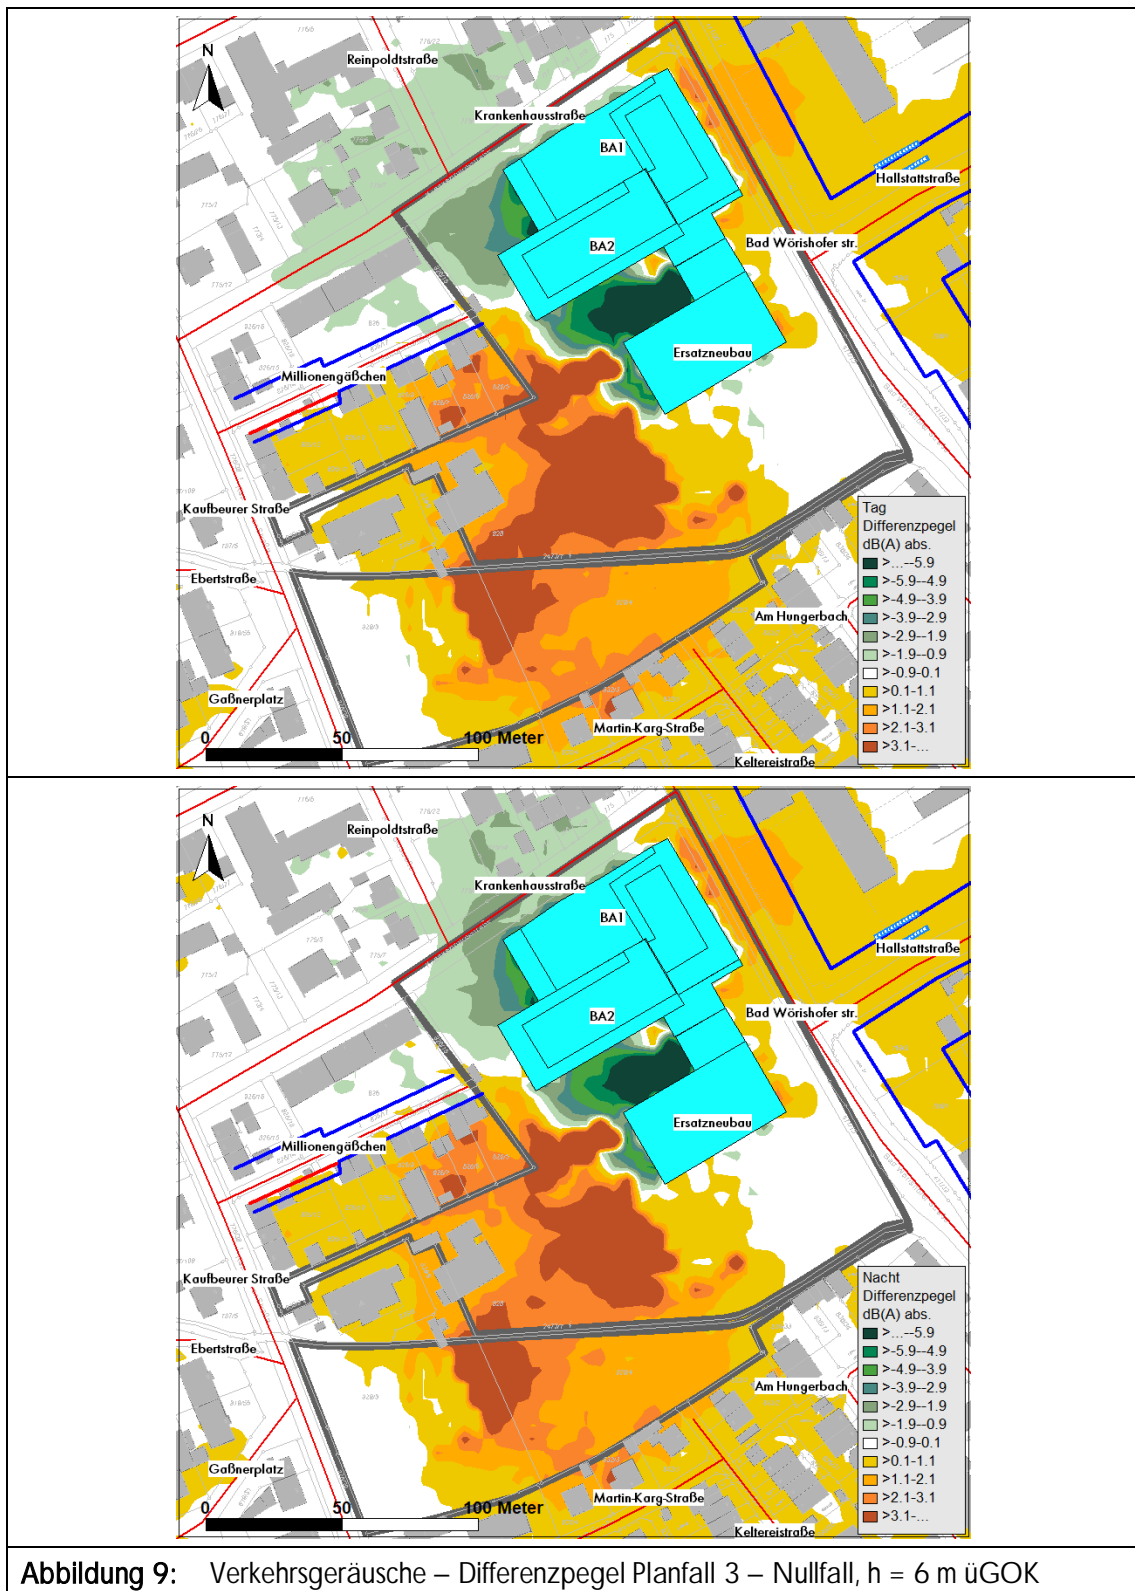 N
Reinpoldtstraße
Krankenhausstraße
BA1
Hallstattstraße
BA2
Bad Wörishofer str.
Ersatzneubau
Millionengäßchen
Kaufbeurer Straße
Ebertstraße
Am Hungerbach
Gaßnerplatz
Martin-Karg-Straße
Keltereistraße
0 50 100 Meter
Tag
Differenzpegel
dB(A) abs.
>...--5.9
>-5.9--4.9
>-4.9--3.9
>-3.9--2.9
>-2.9--1.9
>-1.9--0.9
>-0.9-0.1
>0.1-1.1
>1.1-2.1
>2.1-3.1
>3.1-...
N
Reinpoldtstraße
Krankenhausstraße
BA1
Hallstattstraße
BA2
Bad Wörishofer str.
Ersatzneubau
Millionengäßchen
Kaufbeurer Straße
Ebertstraße
Am Hungerbach
Gaßnerplatz
Martin-Karg-Straße
Keltereistraße
0 50 100 Meter
Nacht
Differenzpegel
dB(A) abs.
>...--5.9
>-5.9--4.9
>-4.9--3.9
>-3.9--2.9
>-2.9--1.9
>-1.9--0.9
>-0.9-0.1
>0.1-1.1
>1.1-2.1
>2.1-3.1
>3.1-...
Abbildung 9: Verkehrsgeräusche – Differenzpegel Planfall 3 – Nullfall, h = 6 m üGOK